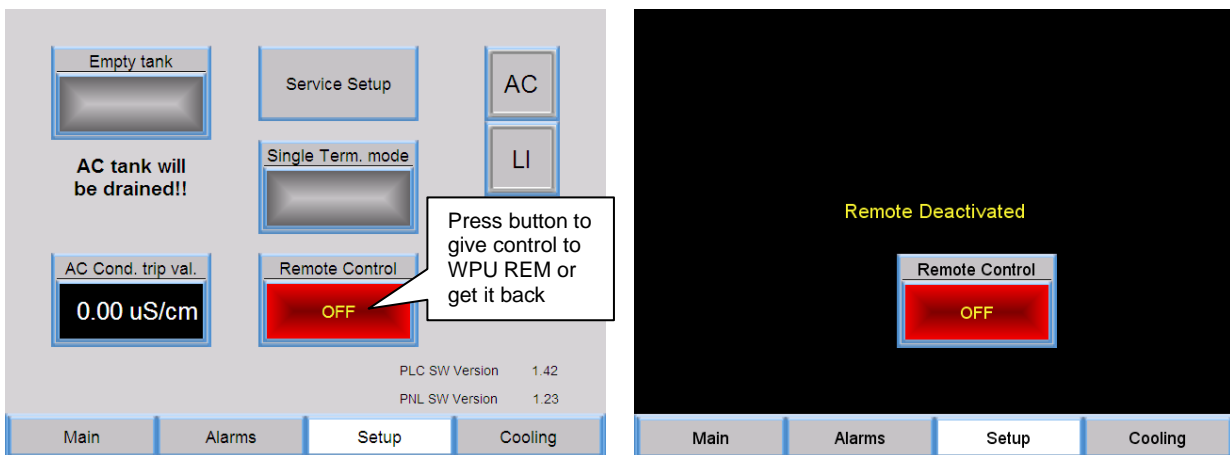 Empty tank
Service Setup
AC
AC tank will
be drained!!
Single Term. mode
LI
Press button to
give control to
WPU REM or
get it back
AC Cond. trip val.
0.00 uS/cm
Remote Control
OFF
PLC SW Version 1.42
PNL SW Version 1.23
Main Alarms Setup Cooling
Remote Deactivated
Remote Control
OFF
Main Alarms Setup Cooling